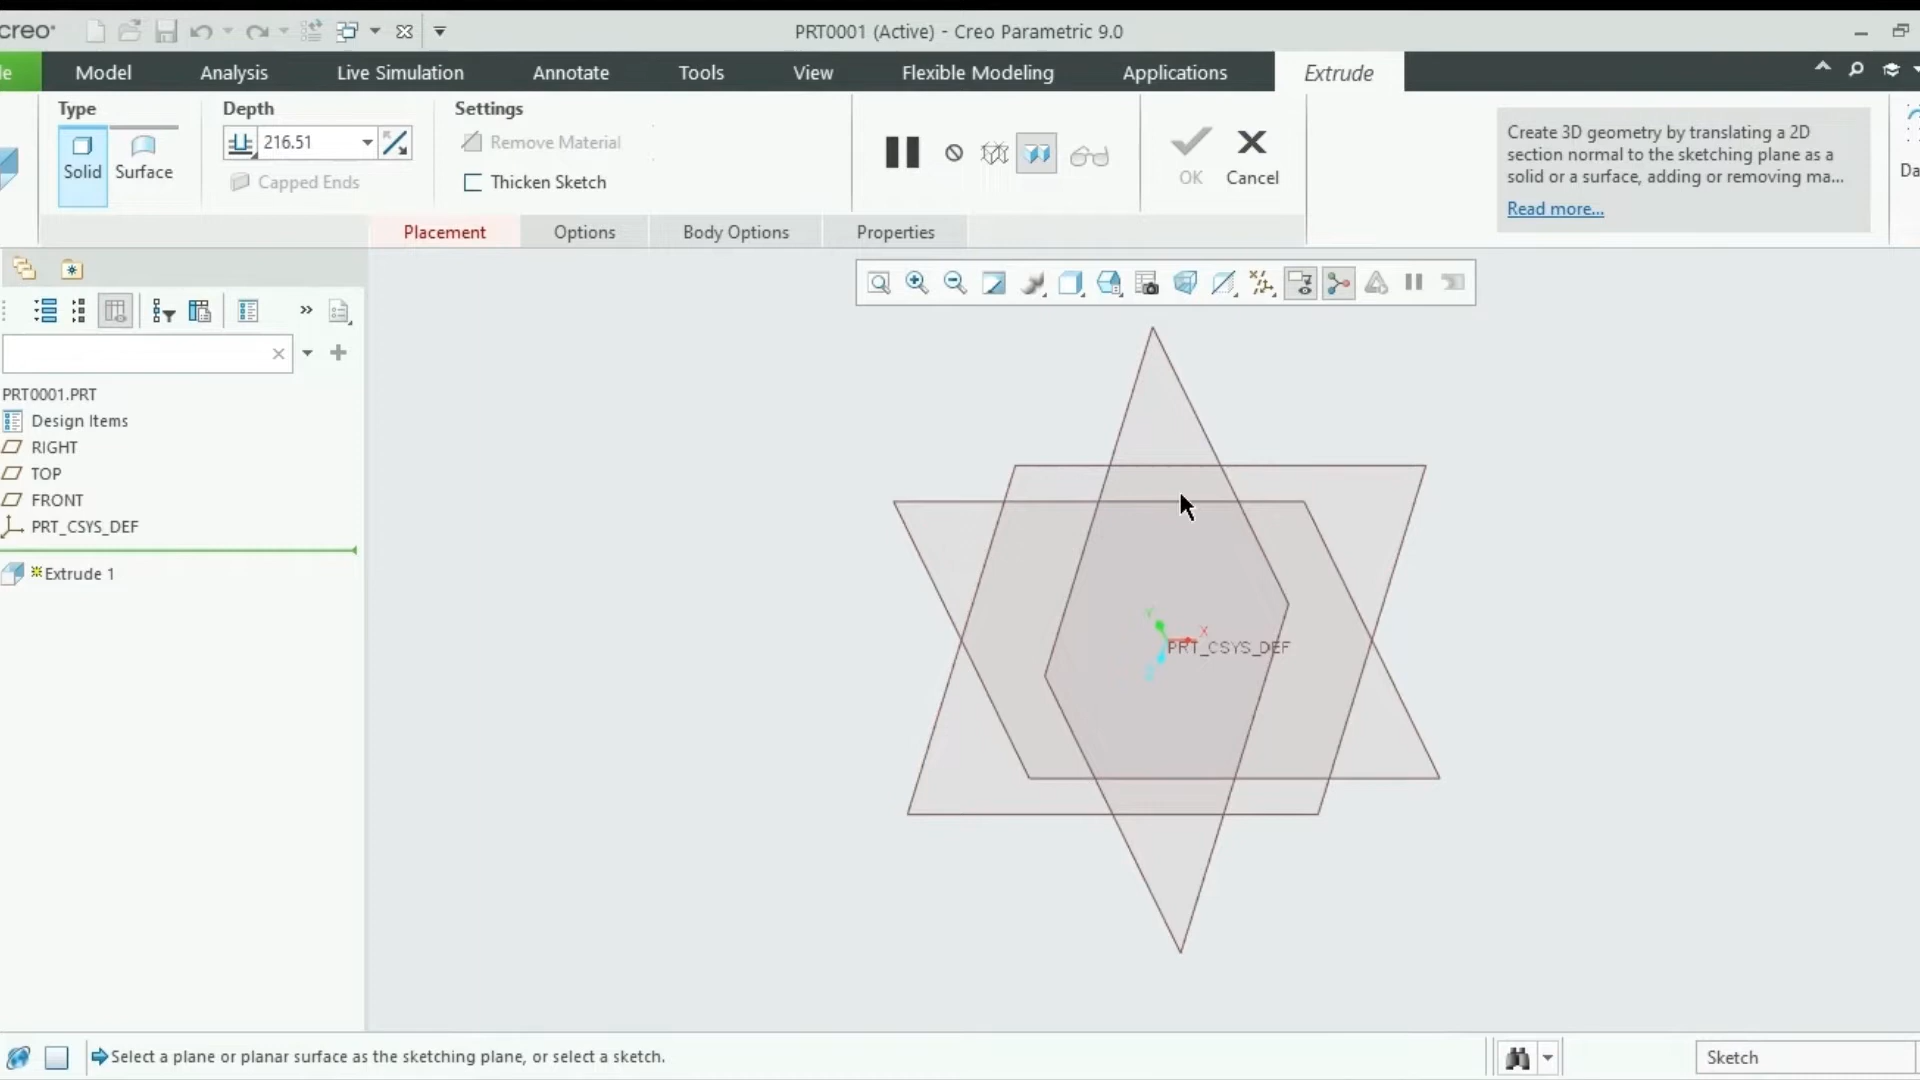 creo
PRT0001 (Active) - Creo Parametric 9.0
Model
Analysis
Live Simulation
Annotate
Tools
View
Flexible Modeling
Applications
Extrude
Type
Depth
Settings
216.51
Remove Material
Solid
Surface
Capped Ends
Thicken Sketch
OK
Cancel
Create 3D geometry by translating a 2D
section normal to the sketching plane as a
solid or a surface, adding or removing ma...
Read more...
Placement
Options
Body Options
Properties
PRT0001.PRT
Design Items
RIGHT
TOP
FRONT
PRT_CSYS_DEF
Extrude 1
Y
X
PRT_CSYS_DEF
Select a plane or planar surface as the sketching plane, or select a sketch.
Sketch